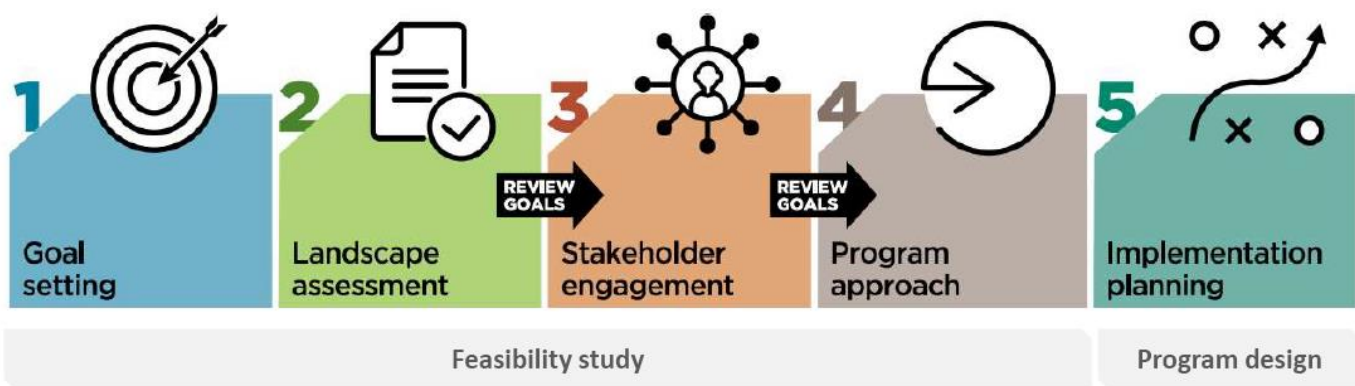 1
Goal
setting
2
Landscape
assessment
REVIEW
GOALS
3
Stakeholder
engagement
REVIEW
GOALS
4
Program
approach
5
Implementation
planning
Feasibility study
Program design